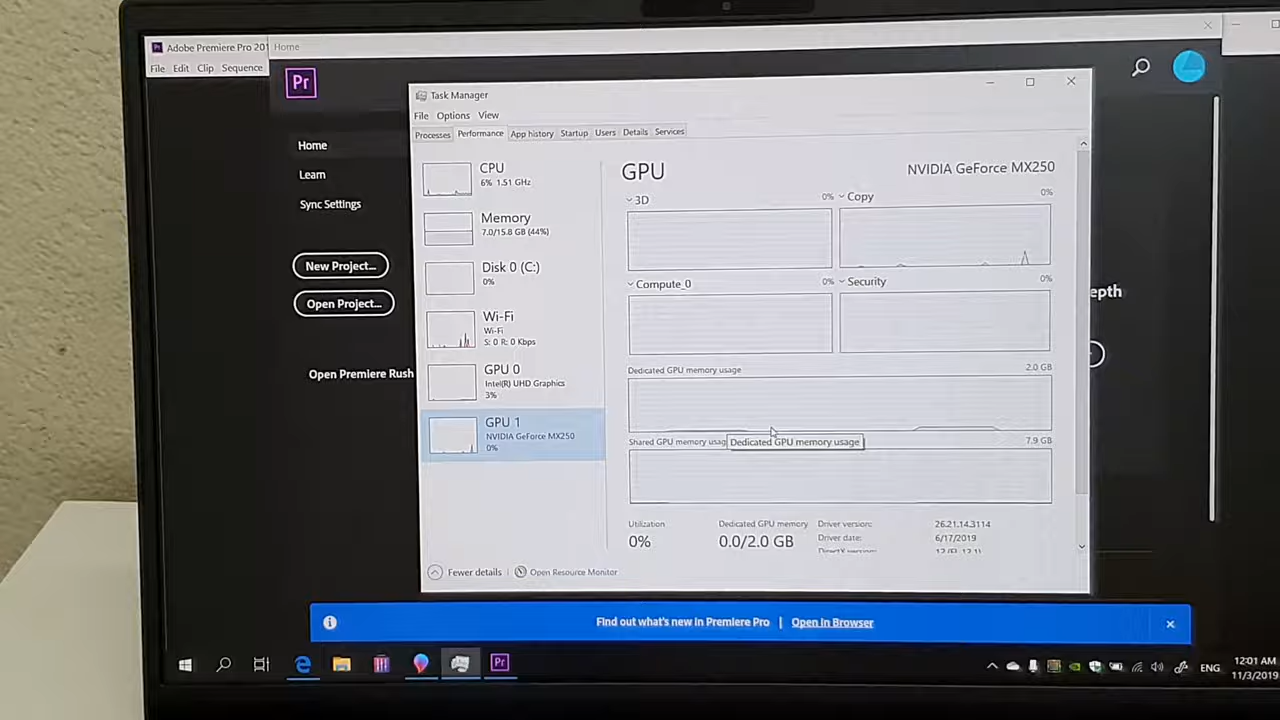 Adobe Premiere Pro 201
Home
File Edit Clip Sequence
Pr
Home
Learn
Sync Settings
New Project...
Open Project...
Open Premiere Rush
epth
Task Manager
File Options View
Processes Performance App history Startup Users Details Services
CPU
6% 1.51 GHz
Memory
7.0/15.8 GB (44%)
Disk 0 (C:)
0%
Wi-Fi
Wi-Fi
S: 0 R: 0 Kbps
GPU 0
Intel(R) UHD Graphics
3%
GPU 1
NVIDIA GeForce MX250
0%
GPU NVIDIA GeForce MX250
3D 0% Copy 0%
Compute_0 0% Security 0%
Dedicated GPU memory usage 2.0 GB
Shared GPU memory usag 7.9 GB
Dedicated GPU memory usage
Utilization
0%
Dedicated GPU memory
0.0/2.0 GB
Driver version: 26.21.14.3114
Driver date: 6/17/2019
Fewer details | Open Resource Monitor
Find out what's new in Premiere Pro | Open in Browser
Pr
ENG
12:01 AM
11/3/2019